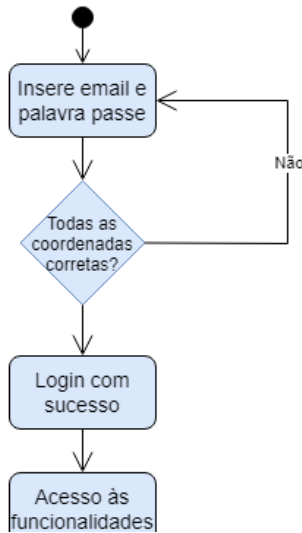 Insere email e
palavra passe
Não
Todas as
coordenadas
corretas?
Login com
sucesso
Acesso às
funcionalidades